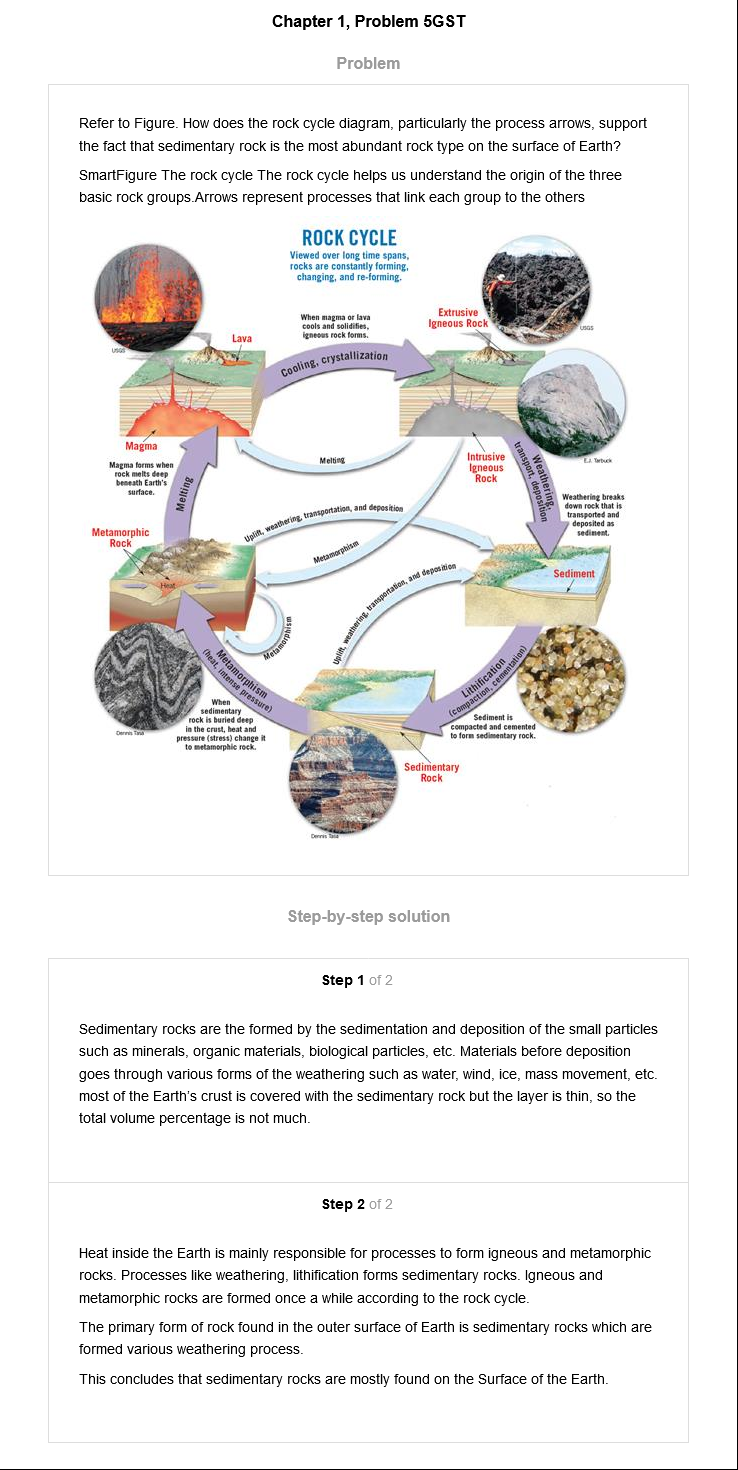 Chapter 1, Problem 5GST
Problem
Refer to Figure. How does the rock cycle diagram, particularly the process arrows, support
the fact that sedimentary rock is the most abundant rock type on the surface of Earth?
SmartFigure The rock cycle The rock cycle helps us understand the origin of the three
basic rock groups.Arrows represent processes that link each group to the others
ROCK CYCLE
Viewed over long time spans,
rocks are constantly forming,
changing, and re-forming.
USGS
Lava
When magma or lava
cools and solidifies,
igneous rock forms.
Cooling, crystallization
Extrusive
Igneous Rock
USGS
Magma
Magma forms when
rock melts deep
beneath Earth's
surface.
Melting
Melting
Intrusive
Igneous
Rock
E.J. Tarbuck
Weathering,
transport, deposition
Weathering breaks
down rock that is
transported and
deposited as
sediment.
Metamorphic
Rock
Heat
Uplift, weathering, transportation, and deposition
Metamorphism
Uplift, weathering, transportation, and deposition
Sediment
Metamorphism
Metamorphism
(heat, intense pressure)
Lithification
(compaction, cementation)
When
sedimentary
rock is buried deep
in the crust, heat and
pressure (stress) change it
to metamorphic rock.
Dennis Tasa
Sediment is
compacted and cemented
to form sedimentary rock.
Sedimentary
Rock
Dennis Tasa
Step-by-step solution
Step 1 of 2
Sedimentary rocks are the formed by the sedimentation and deposition of the small particles
such as minerals, organic materials, biological particles, etc. Materials before deposition
goes through various forms of the weathering such as water, wind, ice, mass movement, etc.
most of the Earth's crust is covered with the sedimentary rock but the layer is thin, so the
total volume percentage is not much.
Step 2 of 2
Heat inside the Earth is mainly responsible for processes to form igneous and metamorphic
rocks. Processes like weathering, lithification forms sedimentary rocks. Igneous and
metamorphic rocks are formed once a while according to the rock cycle.
The primary form of rock found in the outer surface of Earth is sedimentary rocks which are
formed various weathering process.
This concludes that sedimentary rocks are mostly found on the Surface of the Earth.